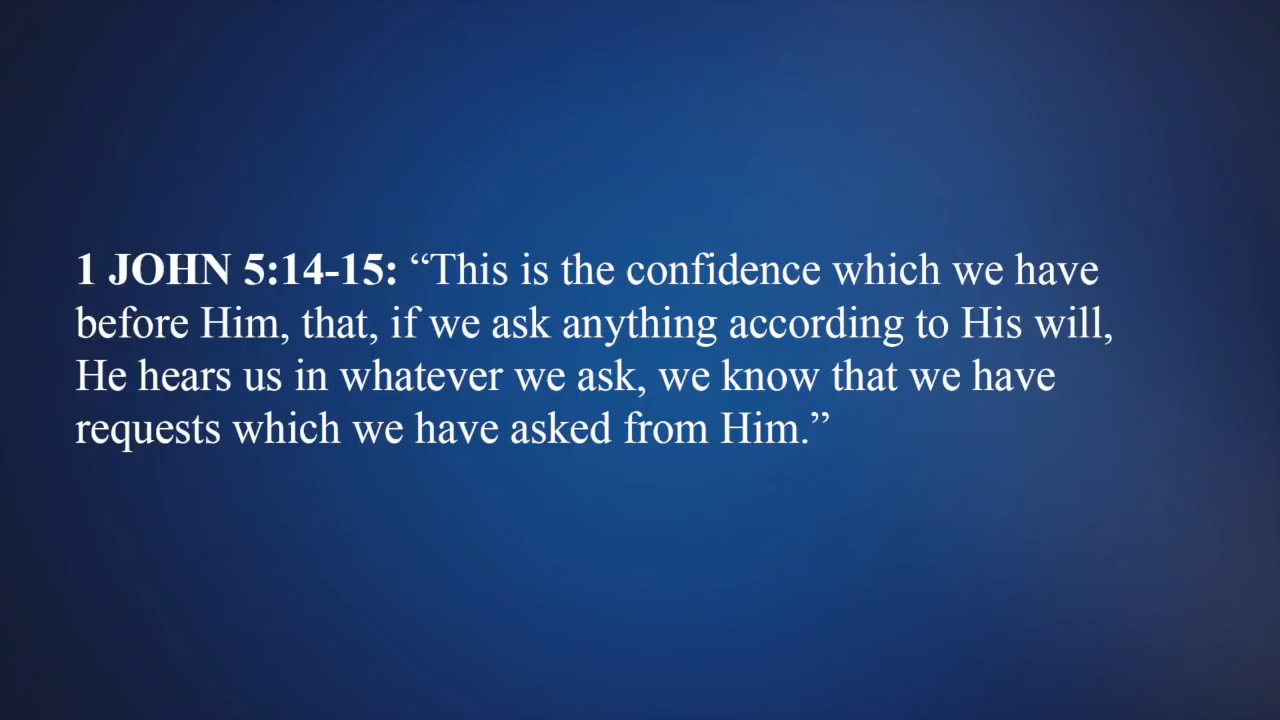 1 JOHN 5:14-15: “This is the confidence which we have
before Him, that, if we ask anything according to His will,
He hears us in whatever we ask, we know that we have
requests which we have asked from Him.”